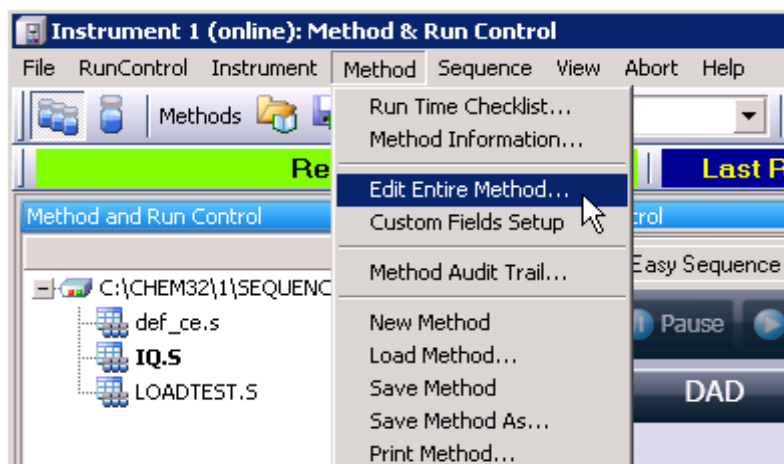 Instrument 1 (online): Method & Run Control
File RunControl Instrument Method Sequence View Abort Help
Methods
Run Time Checklist...
Method Information...
Edit Entire Method...
Custom Fields Setup
Method Audit Trail...
New Method
Load Method...
Save Method
Save Method As...
Print Method...
Re
Last R
Method and Run Control
trol
Easy Sequence
C:\CHEM32\1\SEQUENC
def_ce.s
IQ.S
LOADTEST.S
Pause
DAD